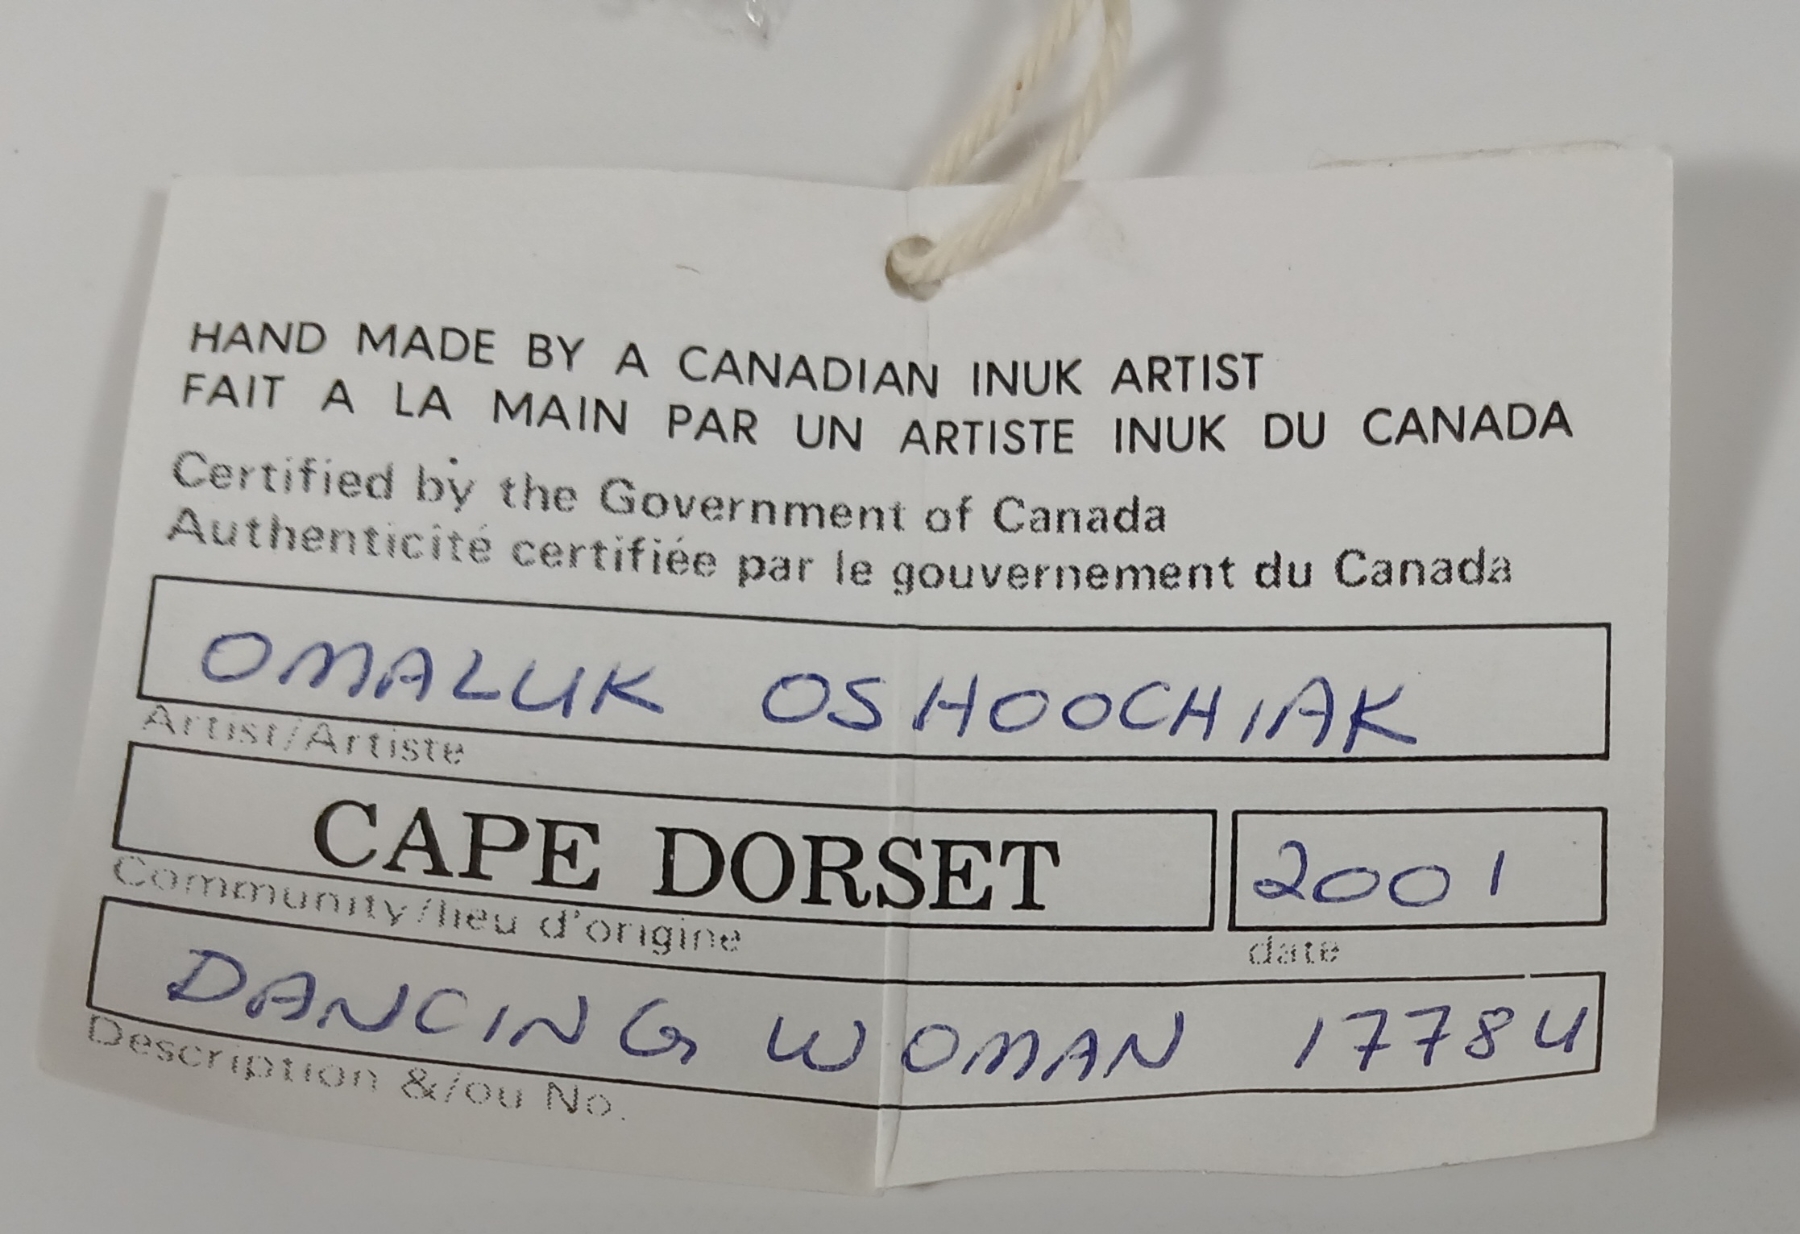 HAND MADE BY A CANADIAN INUK ARTIST
FAIT A LA MAIN PAR UN ARTISTE INUK DU CANADA
Certified by the Government of Canada
Authenticité certifiée par le gouvernement du Canada
OMALUK OSHOOCHIAK
Artist/Artiste
CAPE DORSET 2001
Community/lieu d'origine date
DANCING WOMAN 17784
Description &/ou No.